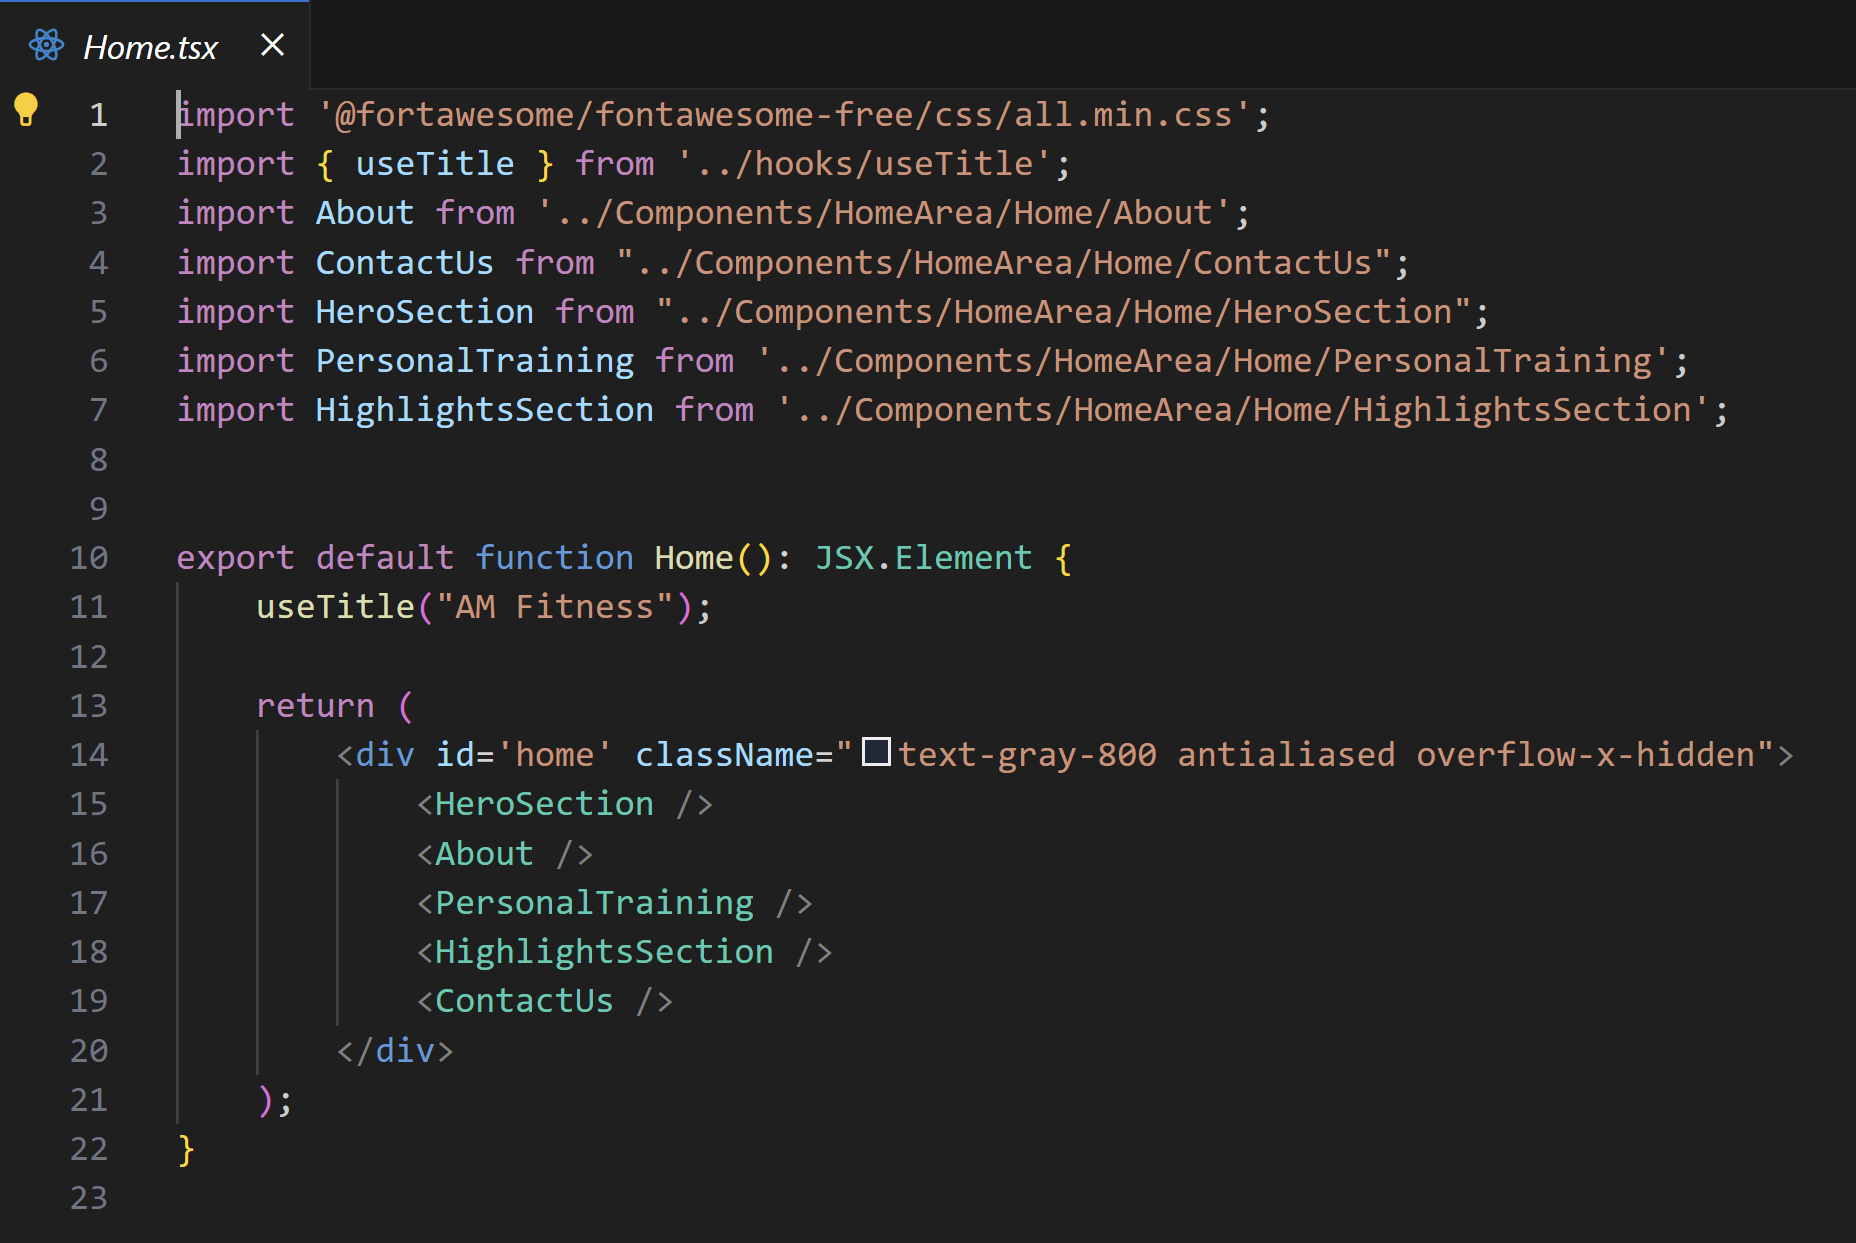 Home.tsx
1 import '@fortawesome/fontawesome-free/css/all.min.css';
2 import { useTitle } from '../hooks/useTitle';
3 import About from '../Components/HomeArea/Home/About';
4 import ContactUs from "../Components/HomeArea/Home/ContactUs";
5 import HeroSection from "../Components/HomeArea/Home/HeroSection";
6 import PersonalTraining from '../Components/HomeArea/Home/PersonalTraining';
7 import HighlightsSection from '../Components/HomeArea/Home/HighlightsSection';
8
9
10 export default function Home(): JSX.Element {
11     useTitle("AM Fitness");
12
13     return (
14         <div id='home' className="text-gray-800 antialiased overflow-x-hidden">
15             <HeroSection />
16             <About />
17             <PersonalTraining />
18             <HighlightsSection />
19             <ContactUs />
20         </div>
21     );
22 }
23